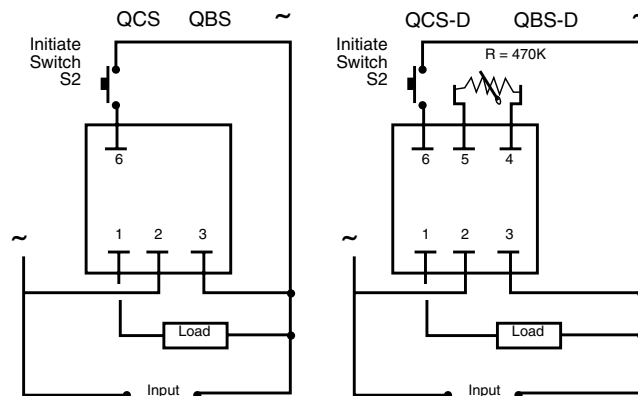 QCS QBS ~
Initiate
Switch
S2
6
1 2 3
~
Load
Input
QCS-D QBS-D ~
Initiate
Switch
S2
R = 470K
6 5 4
1 2 3
~
Load
Input